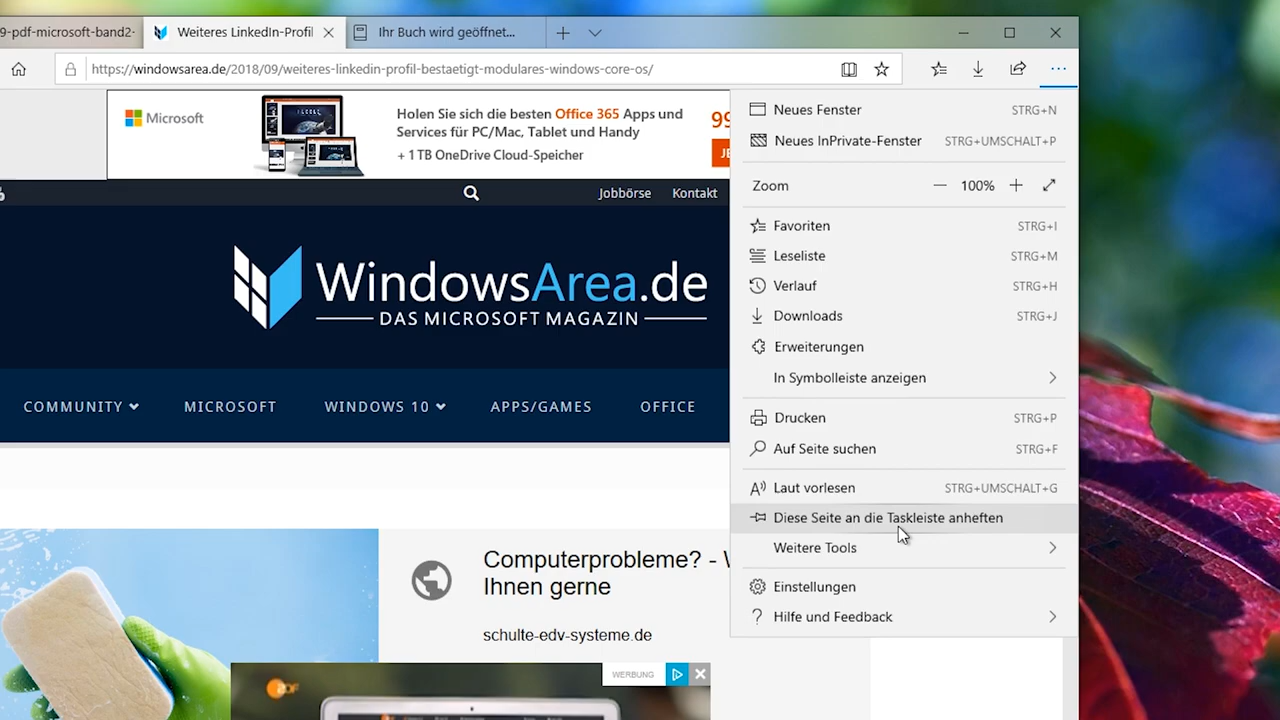 9-pdf-microsoft-band2-
Weiteres LinkedIn-Profil
Ihr Buch wird geöffnet...
https://windowsarea.de/2018/09/weiteres-linkedin-profil-bestaetigt-modulares-windows-core-os/
Microsoft
Holen Sie sich die besten Office 365 Apps und
Services für PC/Mac, Tablet und Handy
+ 1 TB OneDrive Cloud-Speicher
99
JE
Jobbörse
Kontakt
WindowsArea.de
DAS MICROSOFT MAGAZIN
COMMUNITY
MICROSOFT
WINDOWS 10
APPS/GAMES
OFFICE
Computerprobleme? - W
Ihnen gerne
schulte-edv-systeme.de
WERBUNG
ZDF
Neues Fenster STRG+N
Neues InPrivate-Fenster STRG+UMSCHALT+P
Zoom 100%
Favoriten STRG+I
Leseliste STRG+M
Verlauf STRG+H
Downloads STRG+J
Erweiterungen
In Symbolleiste anzeigen
Drucken STRG+P
Auf Seite suchen STRG+F
Laut vorlesen STRG+UMSCHALT+G
Diese Seite an die Taskleiste anheften
Weitere Tools
Einstellungen
Hilfe und Feedback